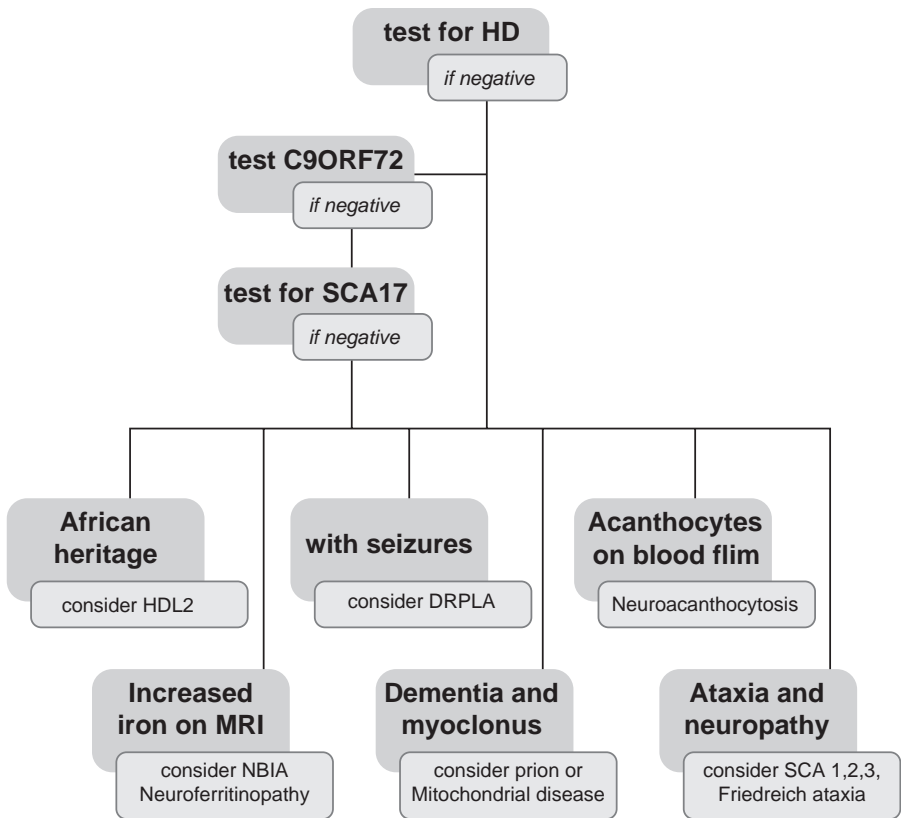 test for HD
if negative
test C9ORF72
if negative
test for SCA17
if negative
African
heritage
consider HDL2
with seizures
consider DRPLA
Acanthocytes
on blood flim
Neuroacanthocytosis
Increased
iron on MRI
consider NBIA
Neuroferritinopathy
Dementia and
myoclonus
consider prion or
Mitochondrial disease
Ataxia and
neuropathy
consider SCA 1,2,3,
Friedreich ataxia